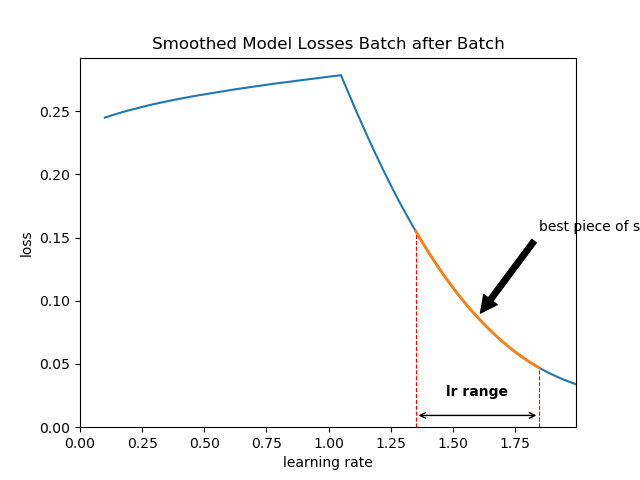 Smoothed Model Losses Batch after Batch
0.25
0.20
0.15
0.10
0.05
0.00
loss
best piece of s
lr range
0.00 0.25 0.50 0.75 1.00 1.25 1.50 1.75
learning rate